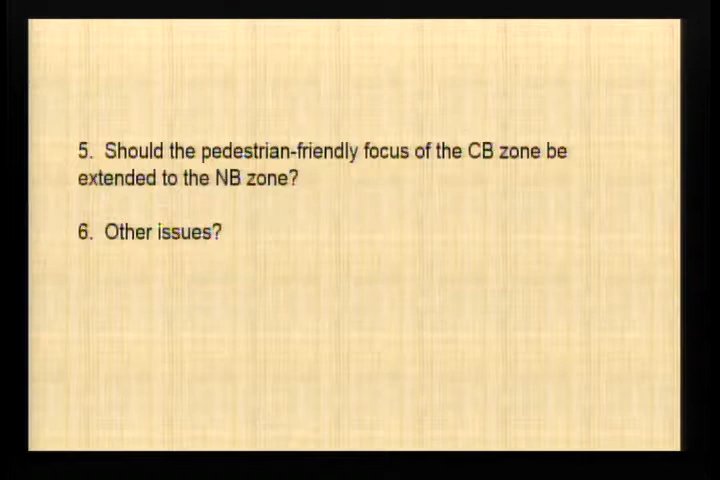 5. Should the pedestrian-friendly focus of the CB zone be
extended to the NB zone?
6. Other issues?